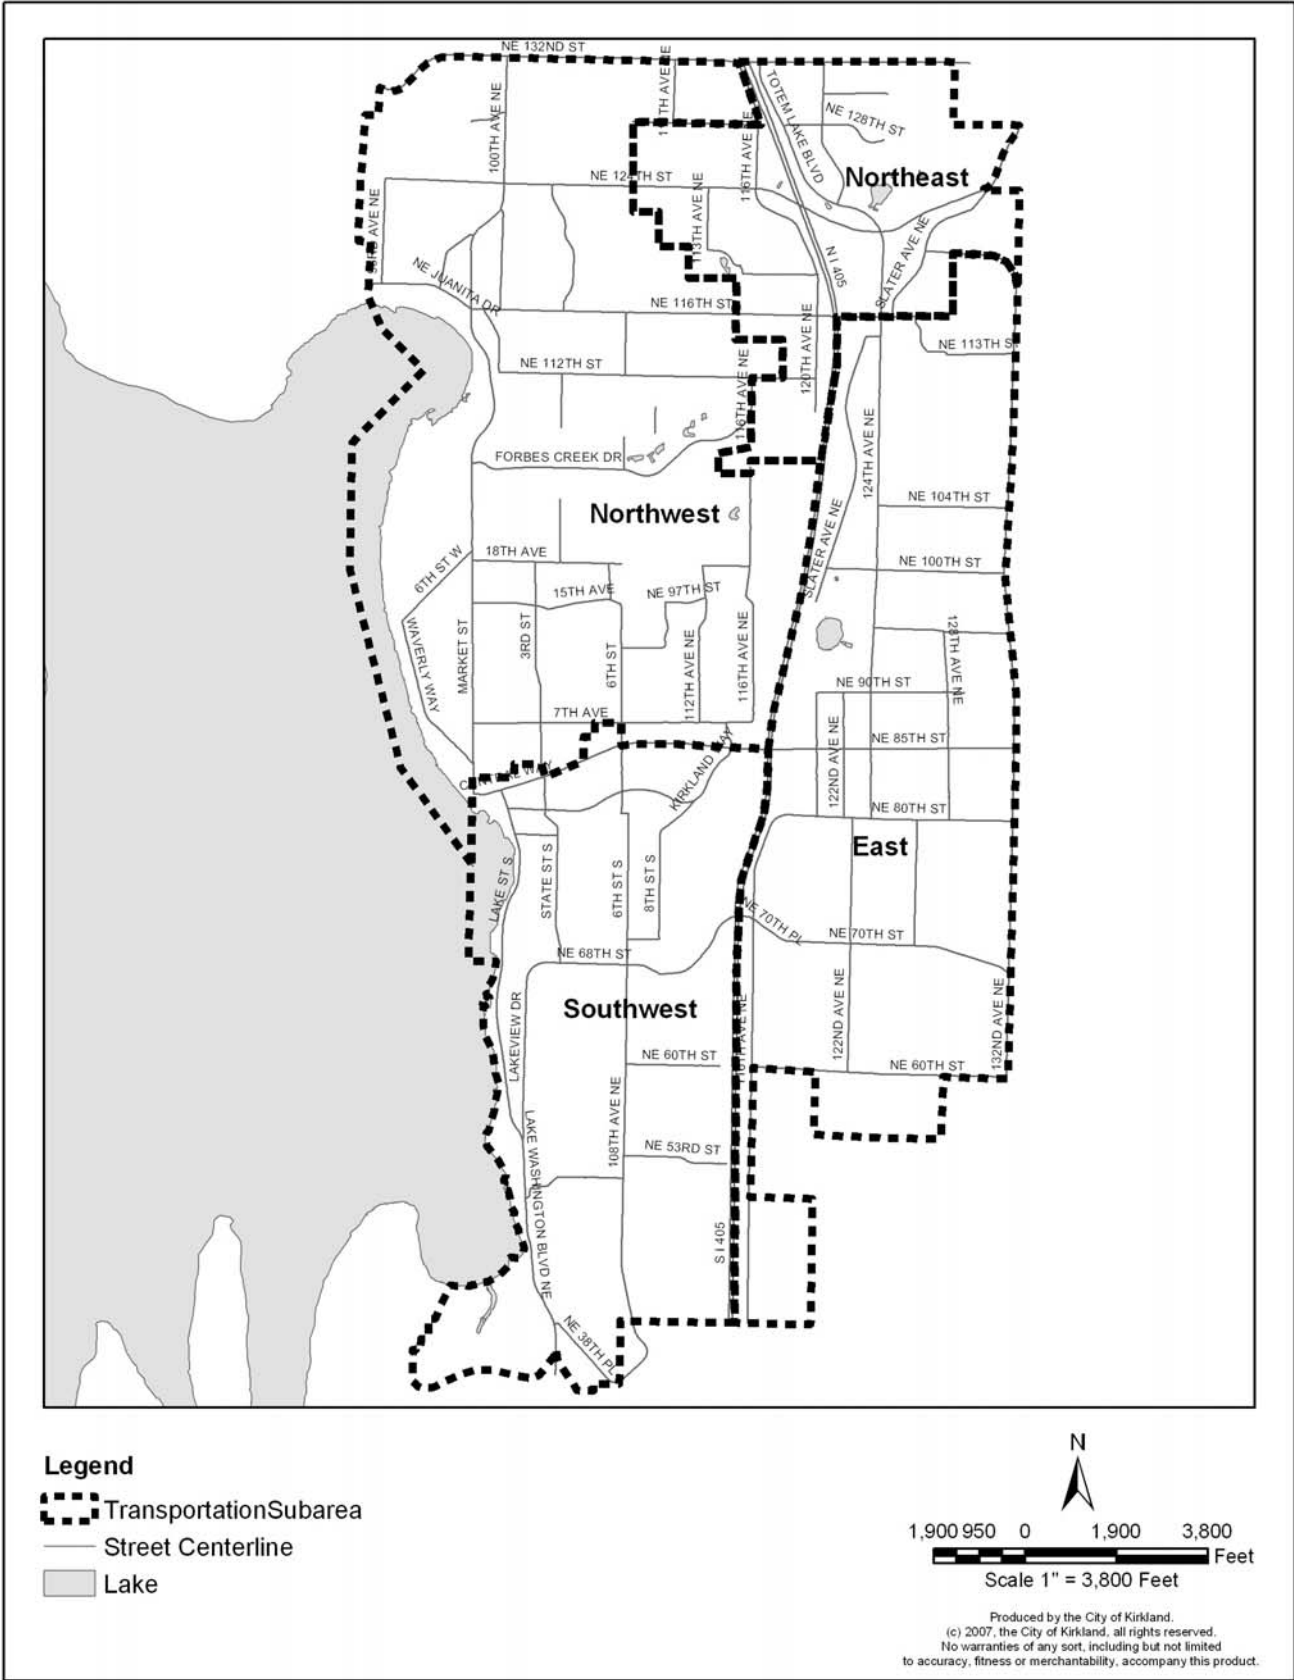 NE 132ND ST
100TH AVE NE
116TH AVE NE
TOTEM LAKE BLVD
NE 128TH ST
Northeast
NE 124TH ST
113TH AVE NE
N I 405
SLATER AVE NE
NE JUANITA DR
NE 116TH ST
NE 113TH S
NE 112TH ST
116TH AVE NE
120TH AVE NE
FORBES CREEK DR
124TH AVE NE
NE 104TH ST
Northwest
SLATER AVE NE
NE 100TH ST
18TH AVE
6TH ST W
15TH AVE
NE 97TH ST
WAVERLY WAY
MARKET ST
3RD ST
6TH ST
112TH AVE NE
116TH AVE NE
128TH AVE NE
NE 90TH ST
7TH AVE
NE 85TH ST
122ND AVE NE
CENTRAL WAY
KIRKLAND WAY
NE 80TH ST
East
LAKE ST S
STATE ST S
6TH ST S
8TH ST S
NE 70TH PL
NE 70TH ST
NE 68TH ST
Southwest
LAKEVIEW DR
116TH AVE NE
122ND AVE NE
132ND AVE NE
NE 60TH ST
NE 60TH ST
108TH AVE NE
LAKE WASHINGTON BLVD NE
NE 53RD ST
S I 405
NE 38TH PL
Legend
TransportationSubarea
Street Centerline
Lake
N
1,900 950 0 1,900 3,800
Feet
Scale 1" = 3,800 Feet
Produced by the City of Kirkland.
(c) 2007, the City of Kirkland, all rights reserved.
No warranties of any sort, including but not limited
to accuracy, fitness or merchantability, accompany this product.